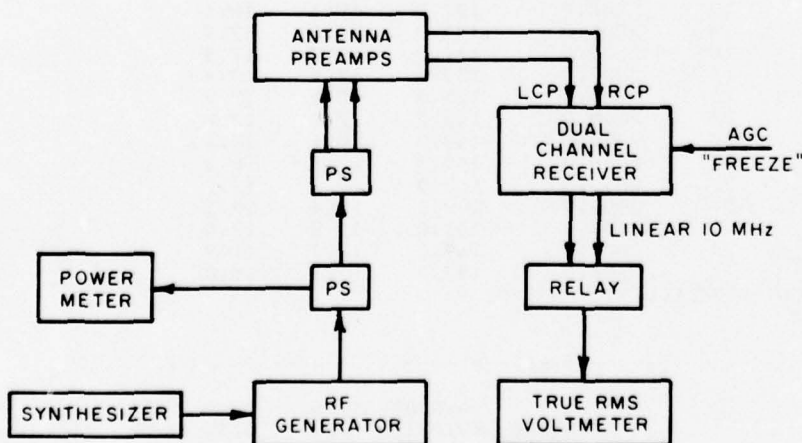 ANTENNA
PREAMPS
LCP
RCP
DUAL
CHANNEL
RECEIVER
AGC
"FREEZE"
PS
LINEAR 10 MHz
POWER
METER
PS
RELAY
SYNTHESIZER
RF
GENERATOR
TRUE RMS
VOLTMETER